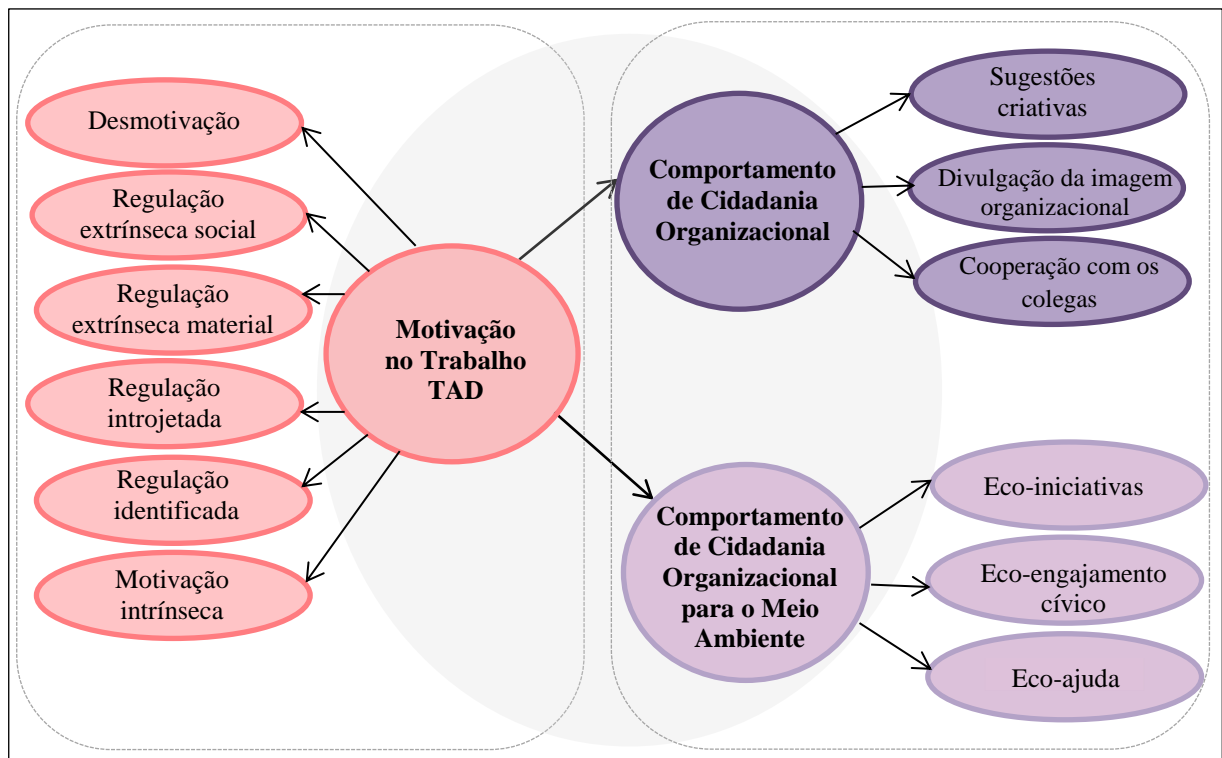 Desmotivação
Regulação
extrínseca social
Regulação
extrínseca material
Regulação
introjetada
Regulação
identificada
Motivação
intrínseca
Motivação
no Trabalho
TAD
Comportamento
de Cidadania
Organizacional
Sugestões
criativas
Divulgação da imagem
organizacional
Cooperação com os
colegas
Comportamento
de Cidadania
Organizacional
para o Meio
Ambiente
Eco-iniciativas
Eco-engajamento
cívico
Eco-ajuda